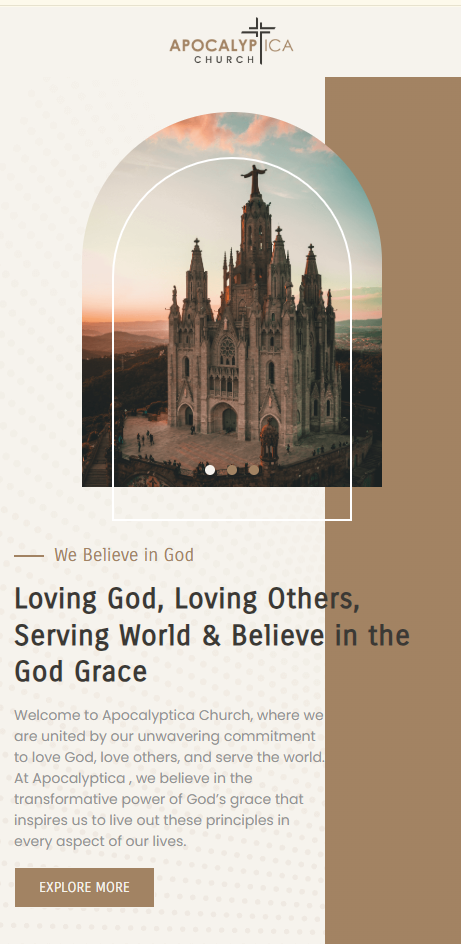 APOCALYPTICA
CHURCH
We Believe in God
Loving God, Loving Others,
Serving World & Believe in the
God Grace
Welcome to Apocalyptica Church, where we
are united by our unwavering commitment
to love God, love others, and serve the world.
At Apocalyptica , we believe in the
transformative power of God’s grace that
inspires us to live out these principles in
every aspect of our lives.
EXPLORE MORE